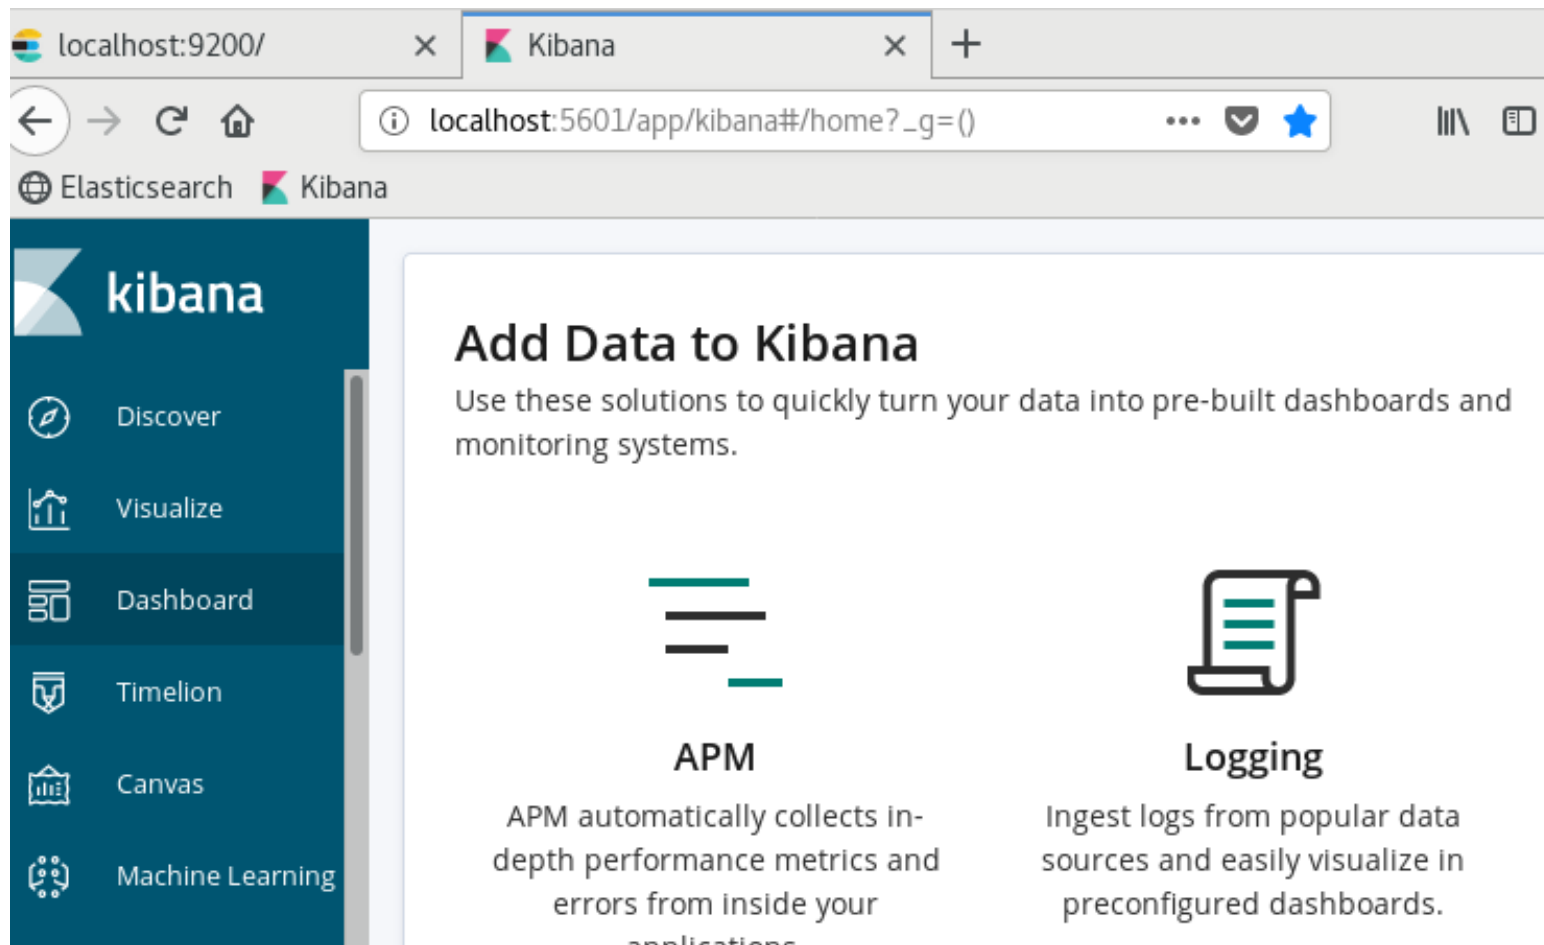 localhost:9200/
Kibana
localhost:5601/app/kibana#/home?_g=()
Elasticsearch
Kibana
kibana
Discover
Visualize
Dashboard
Timelion
Canvas
Machine Learning
Add Data to Kibana
Use these solutions to quickly turn your data into pre-built dashboards and
monitoring systems.
APM
APM automatically collects in-
depth performance metrics and
errors from inside your
applications.
Logging
Ingest logs from popular data
sources and easily visualize in
preconfigured dashboards.